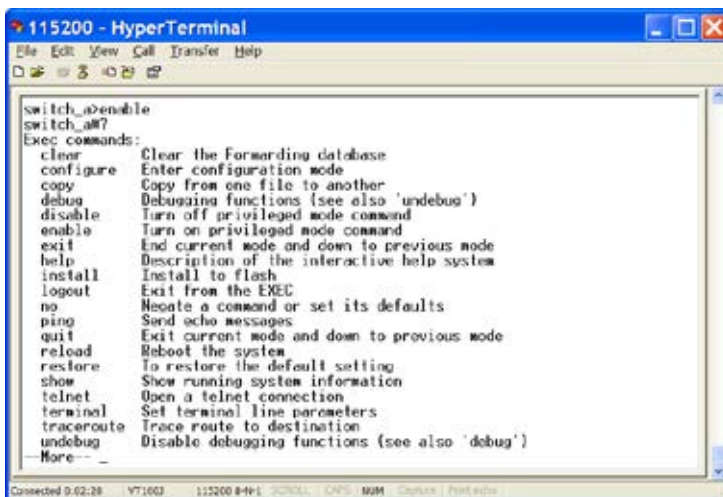 115200 - HyperTerminal
File Edit View Call Transfer Help
switch_a>enable
switch_a#?
Exec commands:
clear Clear the Forwarding database
configure Enter configuration mode
copy Copy from one file to another
debug Debugging functions (see also 'undebug')
disable Turn off privileged mode command
enable Turn on privileged mode command
exit End current mode and down to previous mode
help Description of the interactive help system
install Install to flash
logout Exit from the EXEC
no Negate a command or set its defaults
ping Send echo messages
quit Exit current mode and down to previous mode
reload Reboot the system
restore To restore the default setting
show Show running system information
telnet Open a telnet connection
terminal Set terminal line parameters
traceroute Trace route to destination
undebug Disable debugging functions (see also 'debug')
--More-- _
Connected 0:02:28 VT100J 115200 8-N-1 SCROLL CAPS NUM Capture Print echo